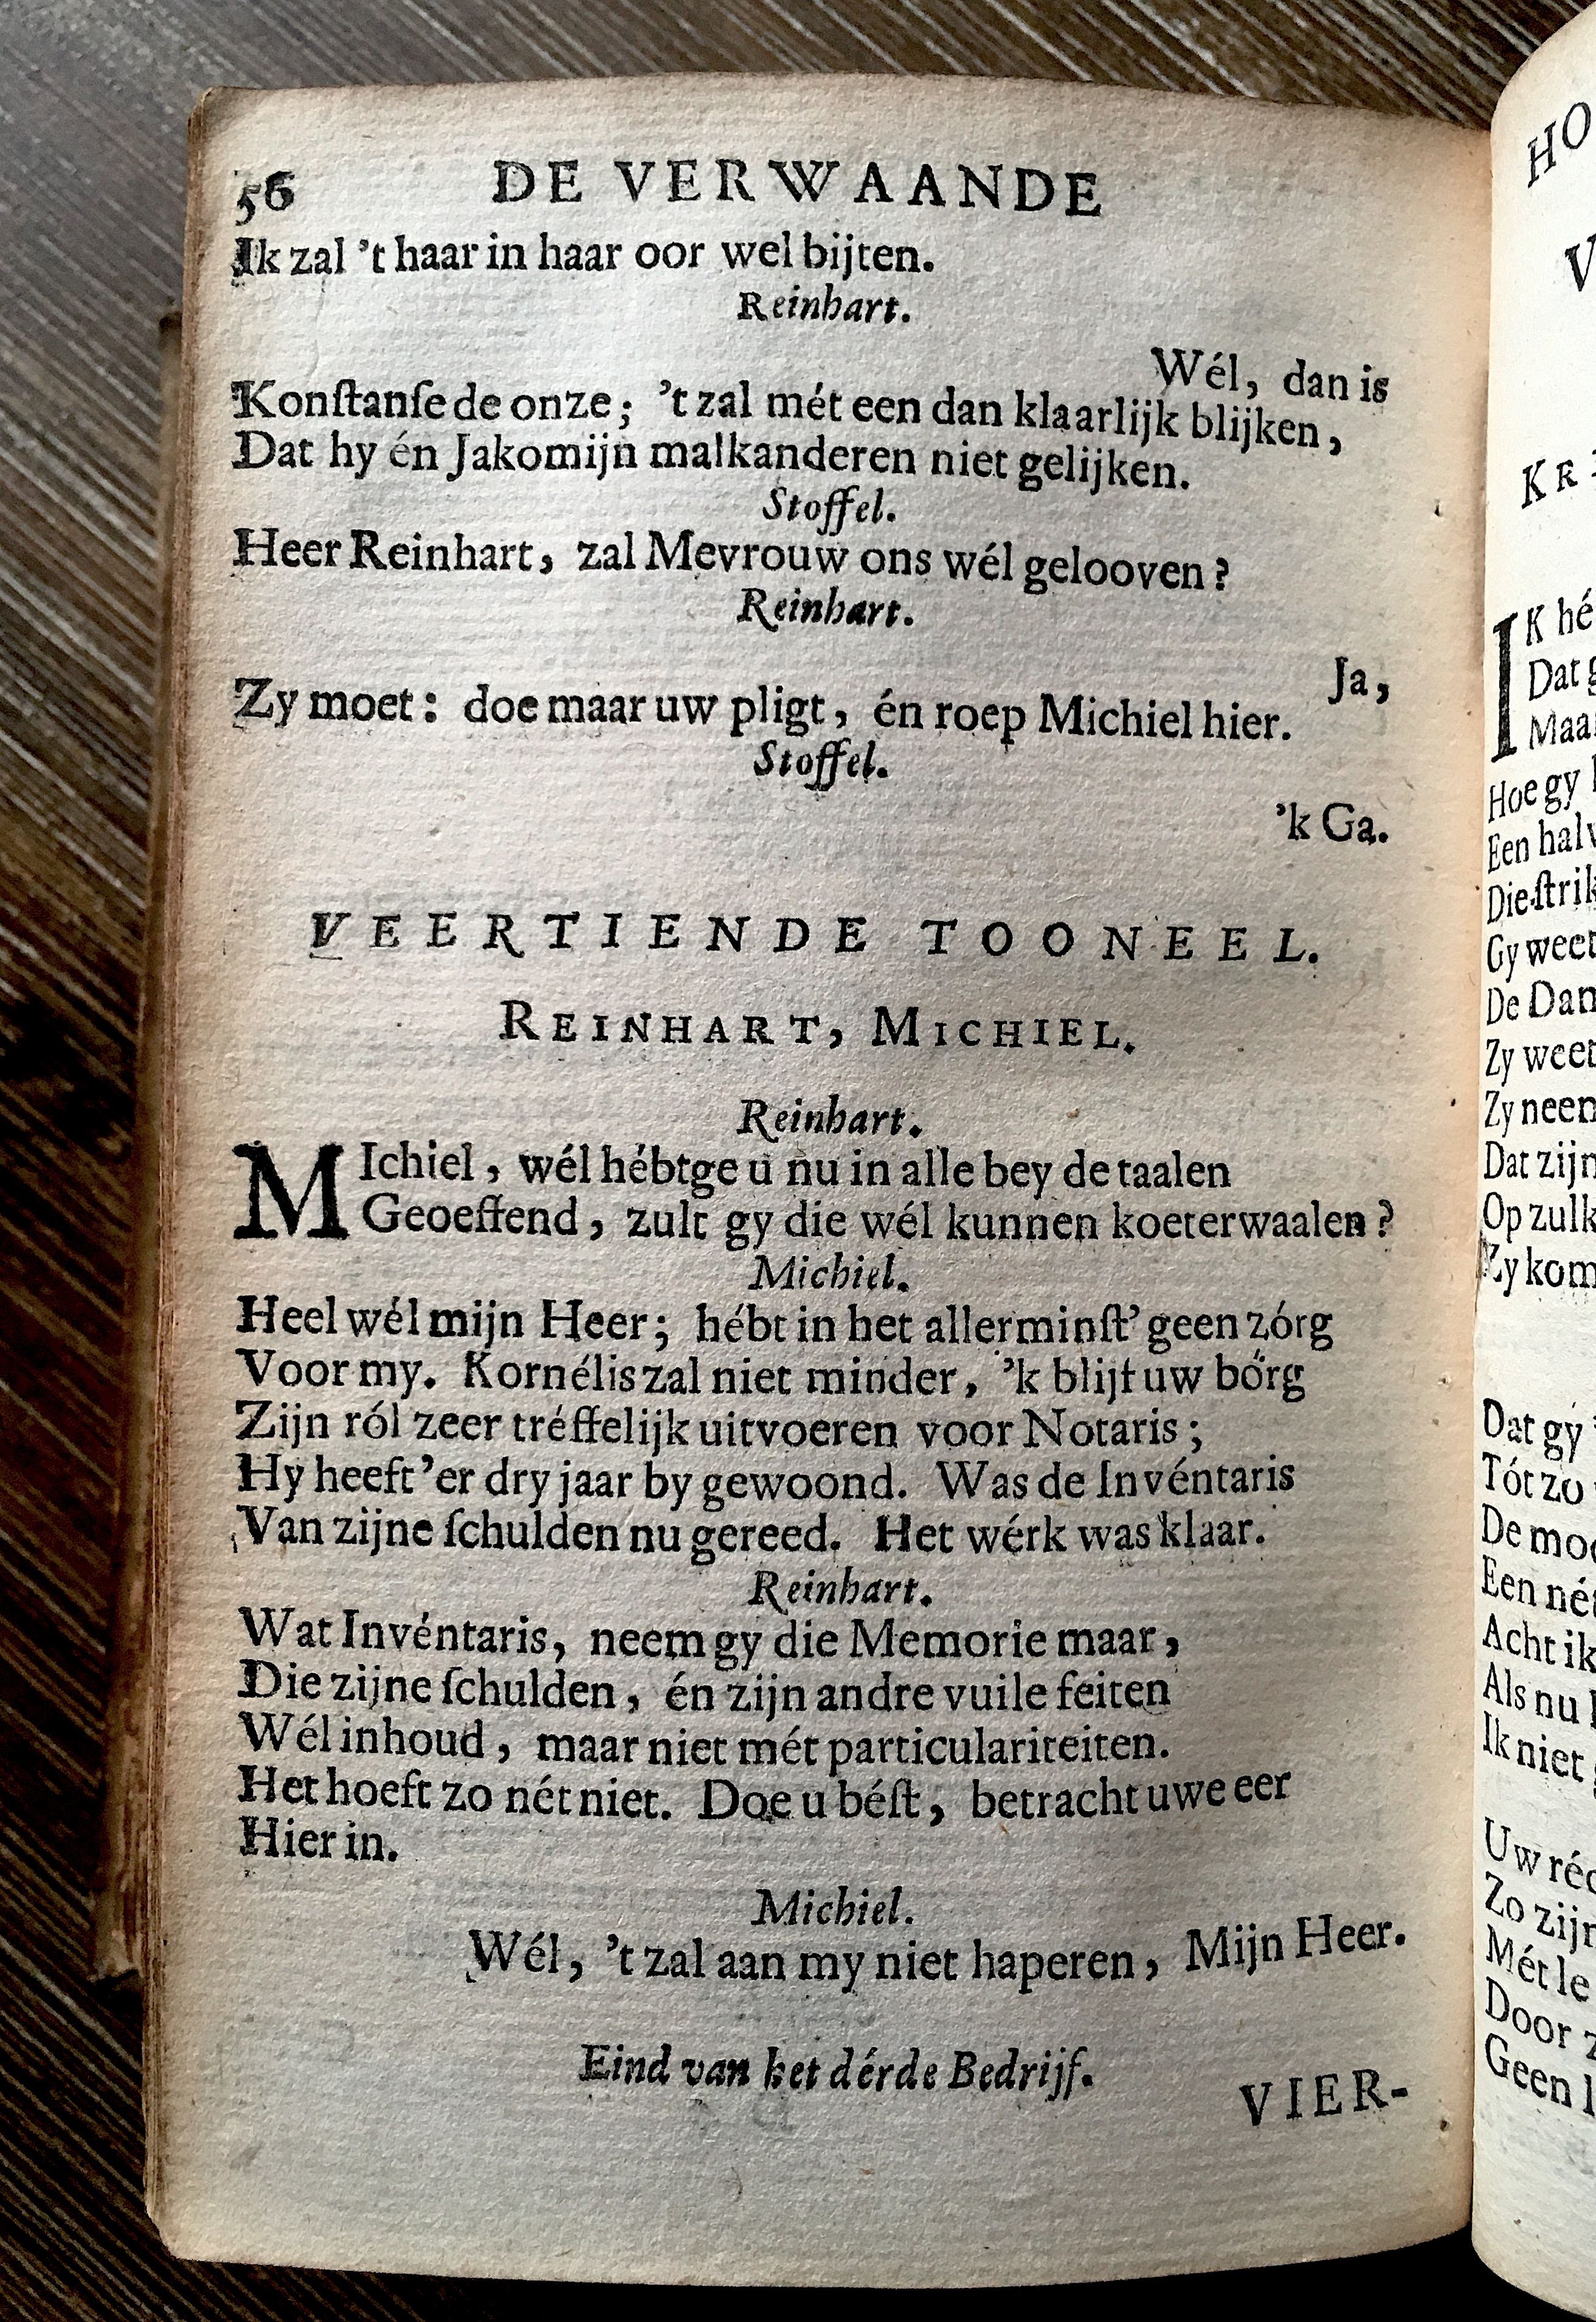 56 DE VERWAANDE
Ik zal 't haar in haar oor wel bijten.
Reinhart.
Wél, dan is
Konſtanſe de onze; 't zal mét een dan klaarlijk blijken,
Dat hy én Jakomijn malkanderen niet gelijken.
Stoffel.
Heer Reinhart, zal Mevrouw ons wél gelooven?
Reinhart.
Ja,
Zy moet: doe maar uw pligt, én roep Michiel hier.
Stoffel.
'k Ga.
VEERTIENDE TOONEEL.
REINHART, MICHIEL.
Reinhart.
MIchiel, wél hébtge u nu in alle bey de taalen
Geoeffend, zult gy die wél kunnen koeterwaalen?
Michiel.
Heel wél mijn Heer; hébt in het allerminſt' geen zórg
Voor my. Kornélis zal niet minder, 'k blijf uw bórg
Zijn ról zeer tréffelijk uitvoeren voor Notaris;
Hy heeft 'er dry jaar by gewoond. Was de Invéntaris
Van zijne ſchulden nu gereed. Het wérk was klaar.
Reinhart.
Wat Invéntaris, neem gy die Memorie maar,
Die zijne ſchulden, én zijn andre vuile feiten
Wél inhoud, maar niet mét particulariteiten.
Het hoeft zo nét niet. Doe u béſt, betracht uwe eer
Hier in.
Michiel.
Wél, 't zal aan my niet haperen, Mijn Heer.
Eind van het dérde Bedrijf.
VIER-
HO
V
KR
IK hé
Dat g
Maa
Hoe gy
Een halv
Die ſtrik
Gy weet
De Dan
Zy weet
Zy neem
Dat zijn
Op zulk
Zy kom
Dat gy
Tót zo
De moe
Een né
Acht ik
Als nu
Ik niet
Uw réc
Zo zijn
Mét le
Door z
Geen l